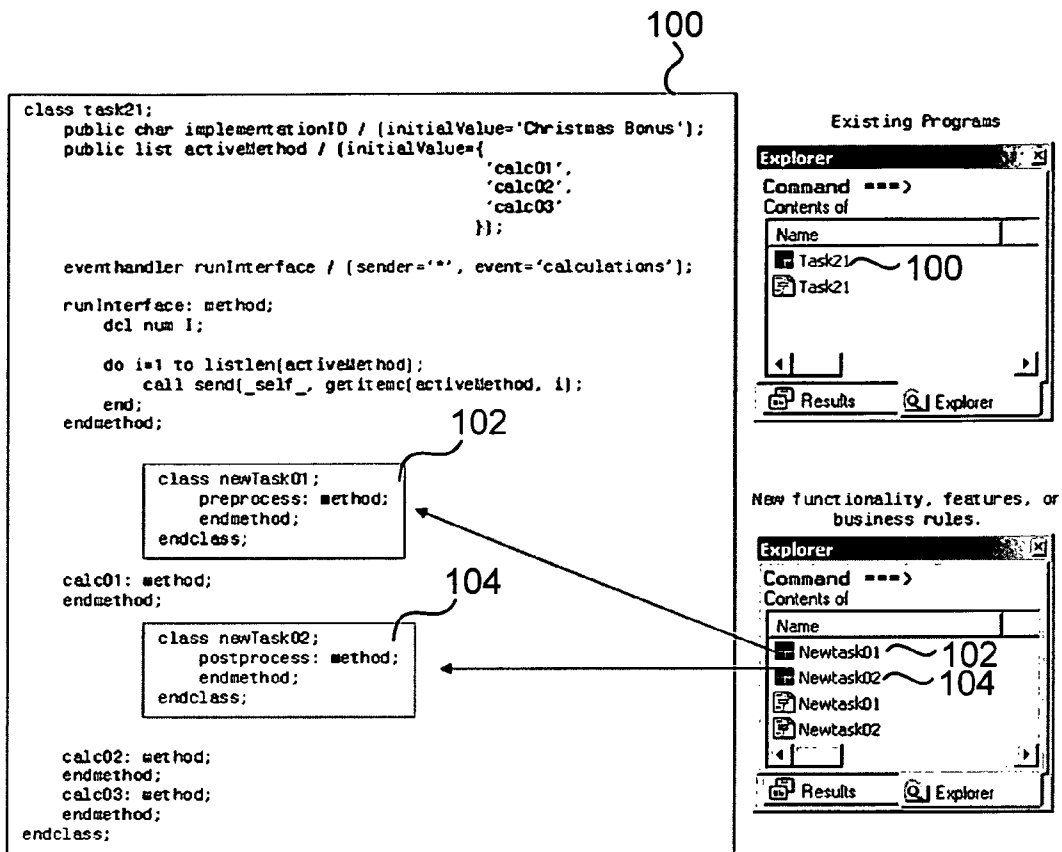 100
class task21;
public char implementationID / (initialValue='Christmas Bonus');
public list activeMethod / (initialValue={
'calc01',
'calc02',
'calc03'
});
eventhandler runInterface / (sender='*', event='calculations');
runInterface: method;
dcl num I;
do i=1 to listlen(activeMethod);
call send(_self_, getitemc(activeMethod, i);
end;
endmethod;
102
class newTask01;
preprocess: method;
endmethod;
endclass;
calc01: method;
endmethod;
104
class newTask02;
postprocess: method;
endmethod;
endclass;
calc02: method;
endmethod;
calc03: method;
endmethod;
endclass;
Existing Programs
Explorer
Command ===>
Contents of
Name
Task21 100
Task21
Results Explorer
New functionality, features, or
business rules.
Explorer
Command ===>
Contents of
Name
Newtask01 102
Newtask02 104
Newtask01
Newtask02
Results Explorer